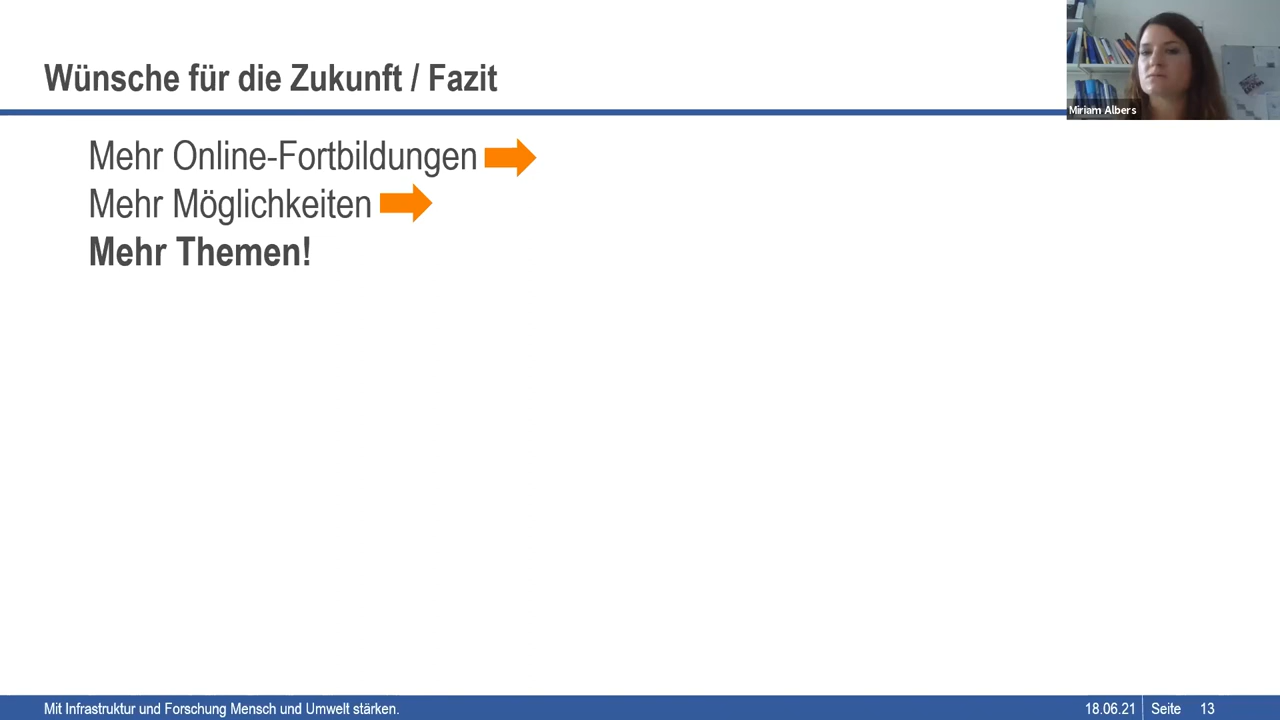 Wünsche für die Zukunft / Fazit
Miriam Albers
Mehr Online-Fortbildungen
Mehr Möglichkeiten
Mehr Themen!
Mit Infrastruktur und Forschung Mensch und Umwelt stärken.
18.06.21 Seite 13